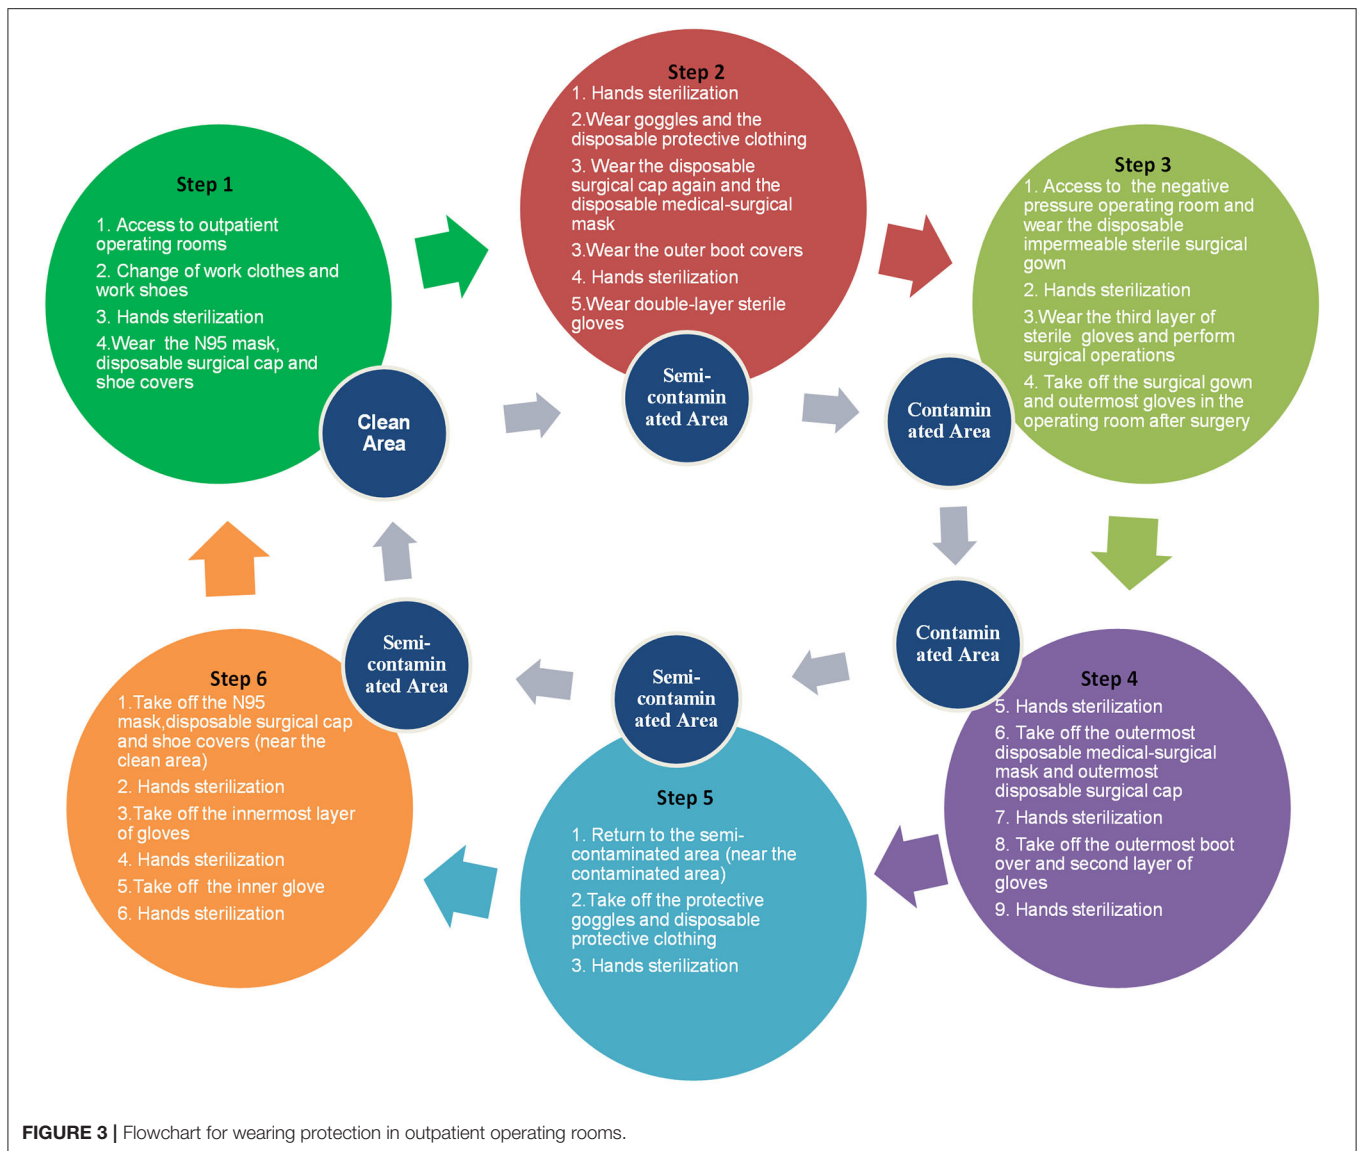 Step 1
1. Access to outpatient
operating rooms
2. Change of work clothes and
work shoes
3. Hands sterilization
4.Wear the N95 mask,
disposable surgical cap and
shoe covers
Clean
Area
Step 2
1. Hands sterilization
2.Wear goggles and the
disposable protective clothing
3. Wear the disposable
surgical cap again and the
disposable medical-surgical
mask
3.Wear the outer boot covers
4. Hands sterilization
5.Wear double-layer sterile
gloves
Semi-
contamin
ated Area
Step 3
1. Access to the negative
pressure operating room and
wear the disposable
impermeable sterile surgical
gown
2. Hands sterilization
3.Wear the third layer of
sterile gloves and perform
surgical operations
4. Take off the surgical gown
and outermost gloves in the
operating room after surgery
Contamin
ated Area
Contamin
ated Area
Step 4
5. Hands sterilization
6. Take off the outermost
disposable medical-surgical
mask and outermost
disposable surgical cap
7. Hands sterilization
8. Take off the outermost boot
over and second layer of
gloves
9. Hands sterilization
Semi-
contamin
ated Area
Step 5
1. Return to the semi-
contaminated area (near the
contaminated area)
2.Take off the protective
goggles and disposable
protective clothing
3. Hands sterilization
Semi-
contamin
ated Area
Step 6
1.Take off the N95
mask,disposable surgical cap
and shoe covers (near the
clean area)
2. Hands sterilization
3.Take off the innermost layer
of gloves
4. Hands sterilization
5.Take off the inner glove
6. Hands sterilization
FIGURE 3 | Flowchart for wearing protection in outpatient operating rooms.